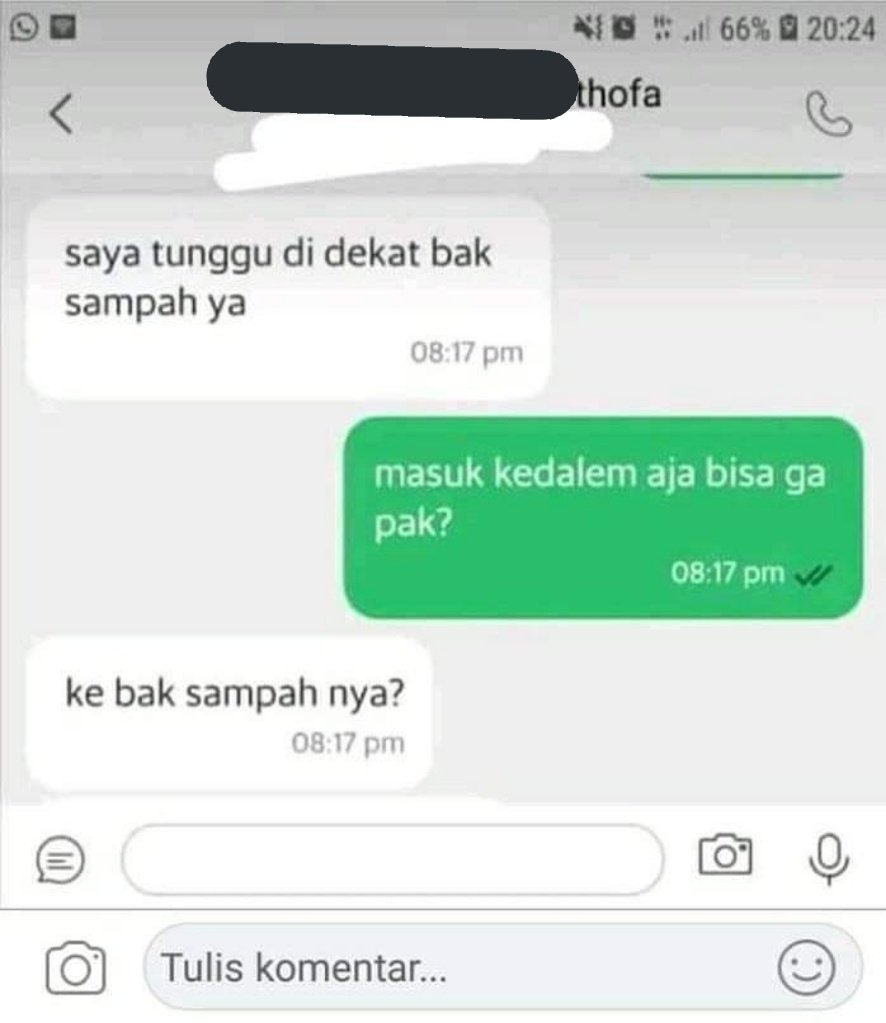 66% 20:24
thofa
saya tunggu di dekat bak
sampah ya
08:17 pm
masuk kedalem aja bisa ga
pak?
08:17 pm
ke bak sampah nya?
08:17 pm
Tulis komentar...